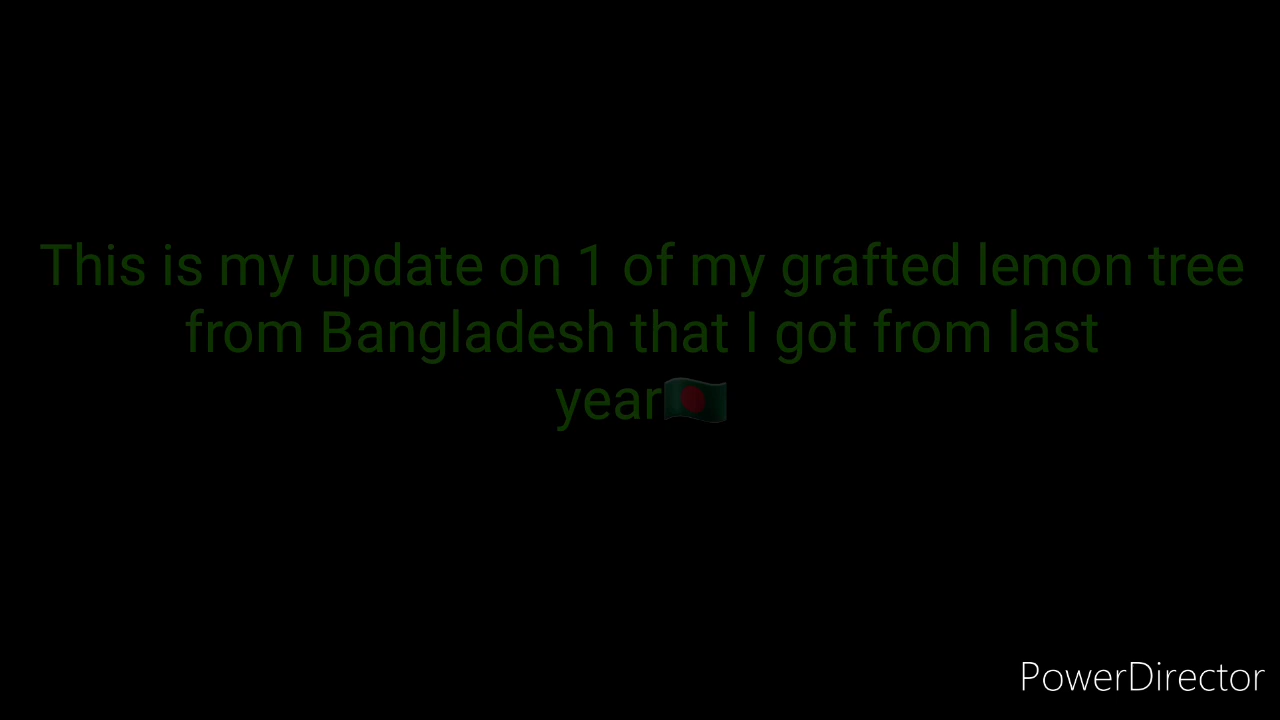 This is my update on 1 of my grafted lemon tree
from Bangladesh that I got from last
year🇧🇩
PowerDirector